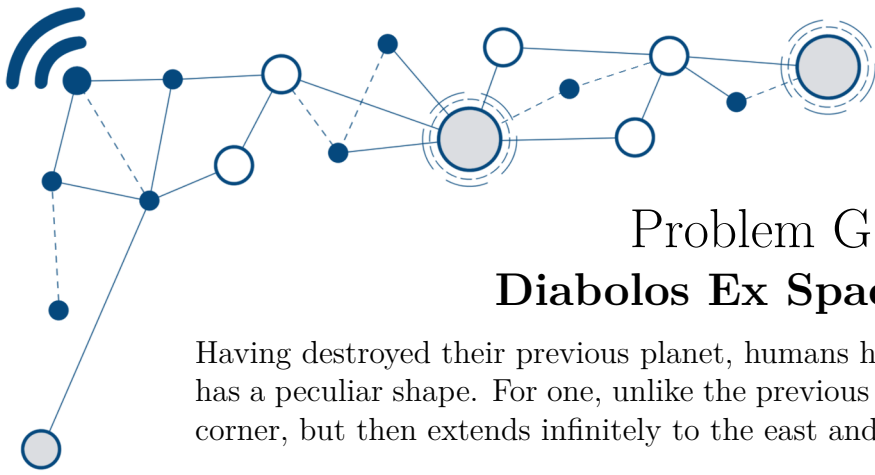 Problem G
Diabolos Ex
Having destroyed their previous planet, humans
has a peculiar shape. For one, unlike the previous
corner, but then extends infinitely to the east and